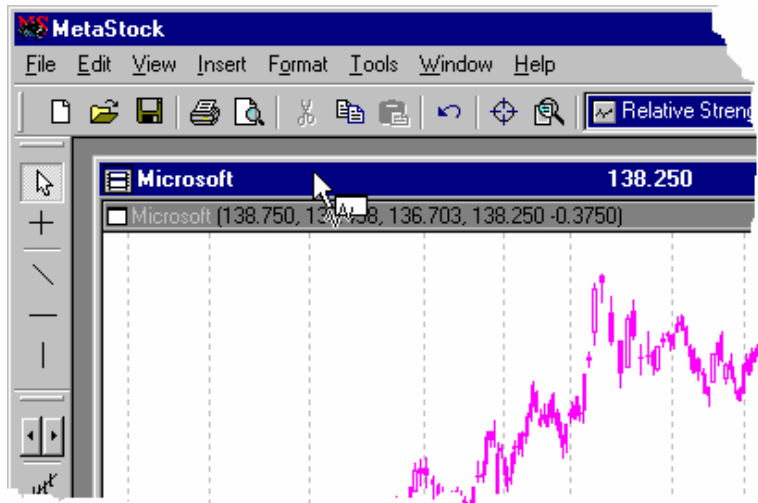 MetaStock
File Edit View Insert Format Tools Window Help
Relative Streng
Microsoft 138.250
Microsoft (138.750, 136.703, 138.250 -0.3750)